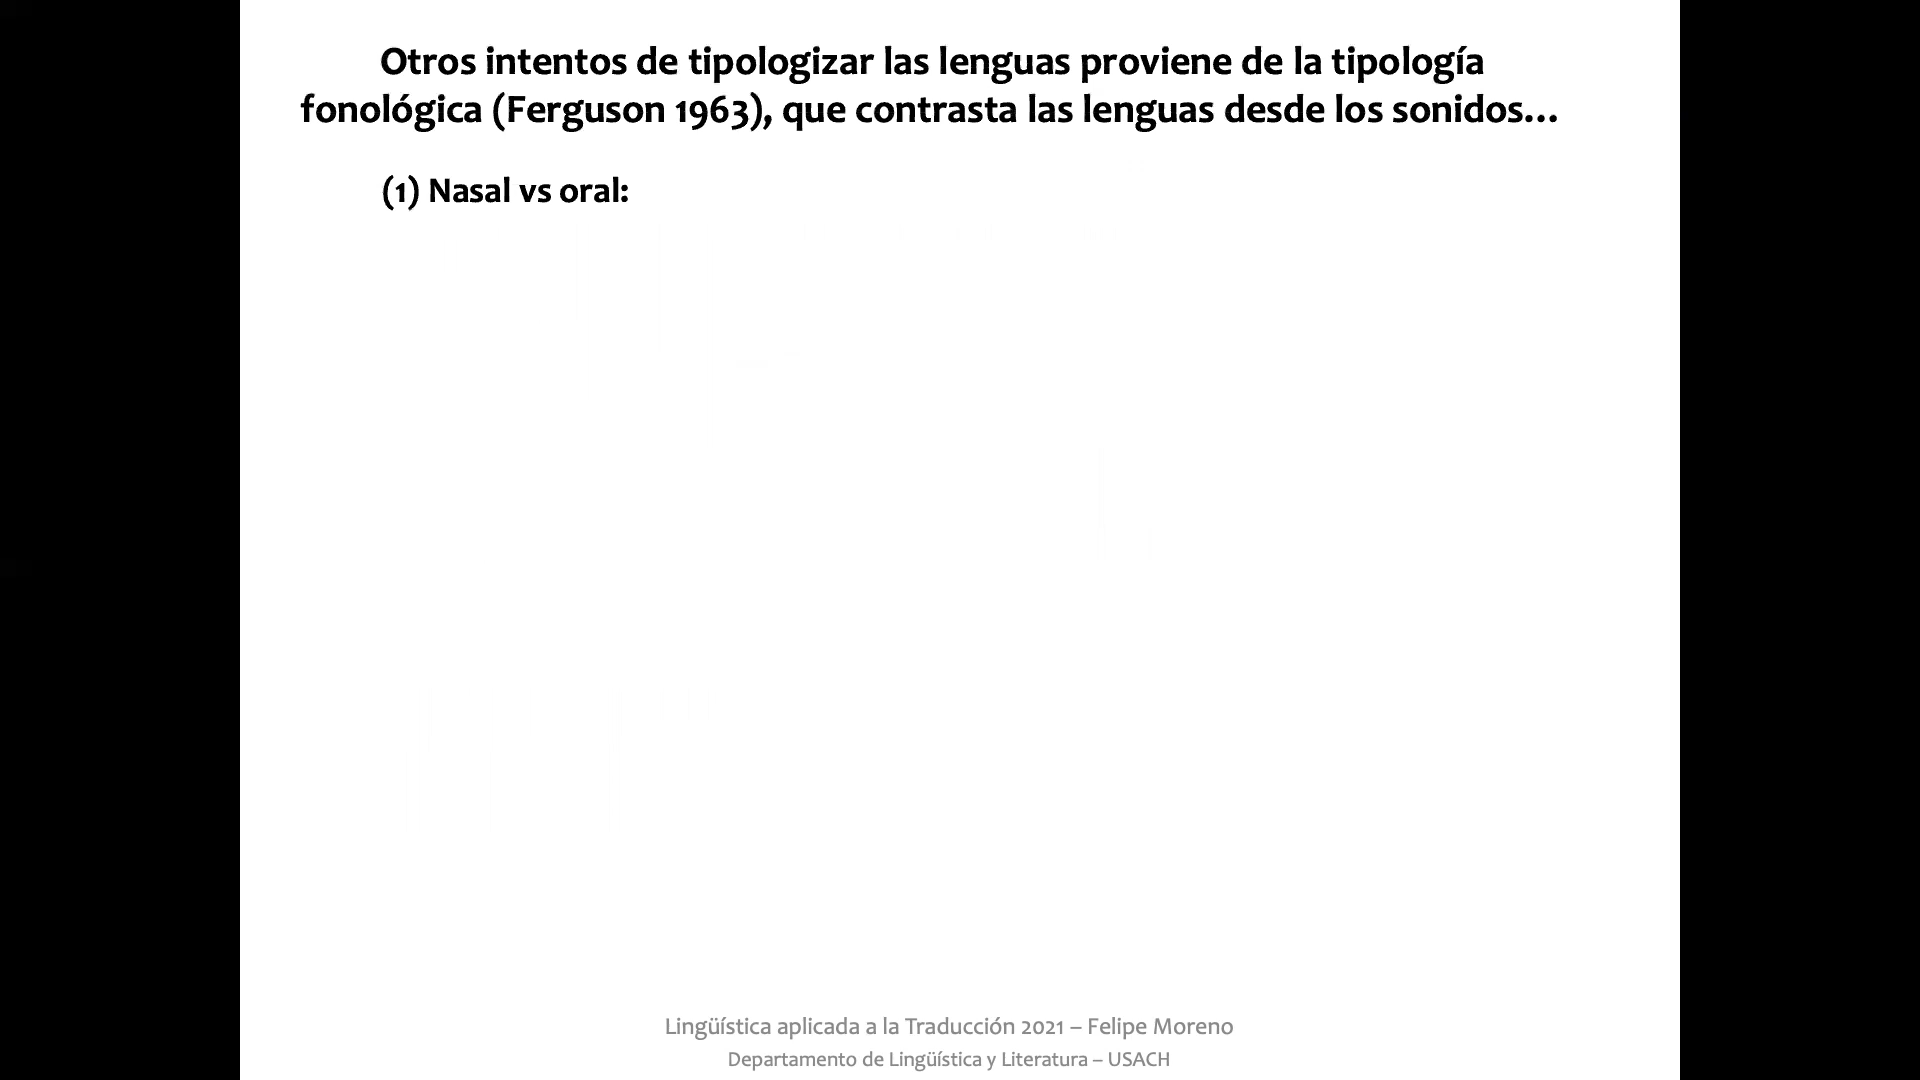 Otros intentos de tipologizar las lenguas proviene de la tipología
fonológica (Ferguson 1963), que contrasta las lenguas desde los sonidos…
(1) Nasal vs oral:
Lingüística aplicada a la Traducción 2021 – Felipe Moreno
Departamento de Lingüística y Literatura – USACH